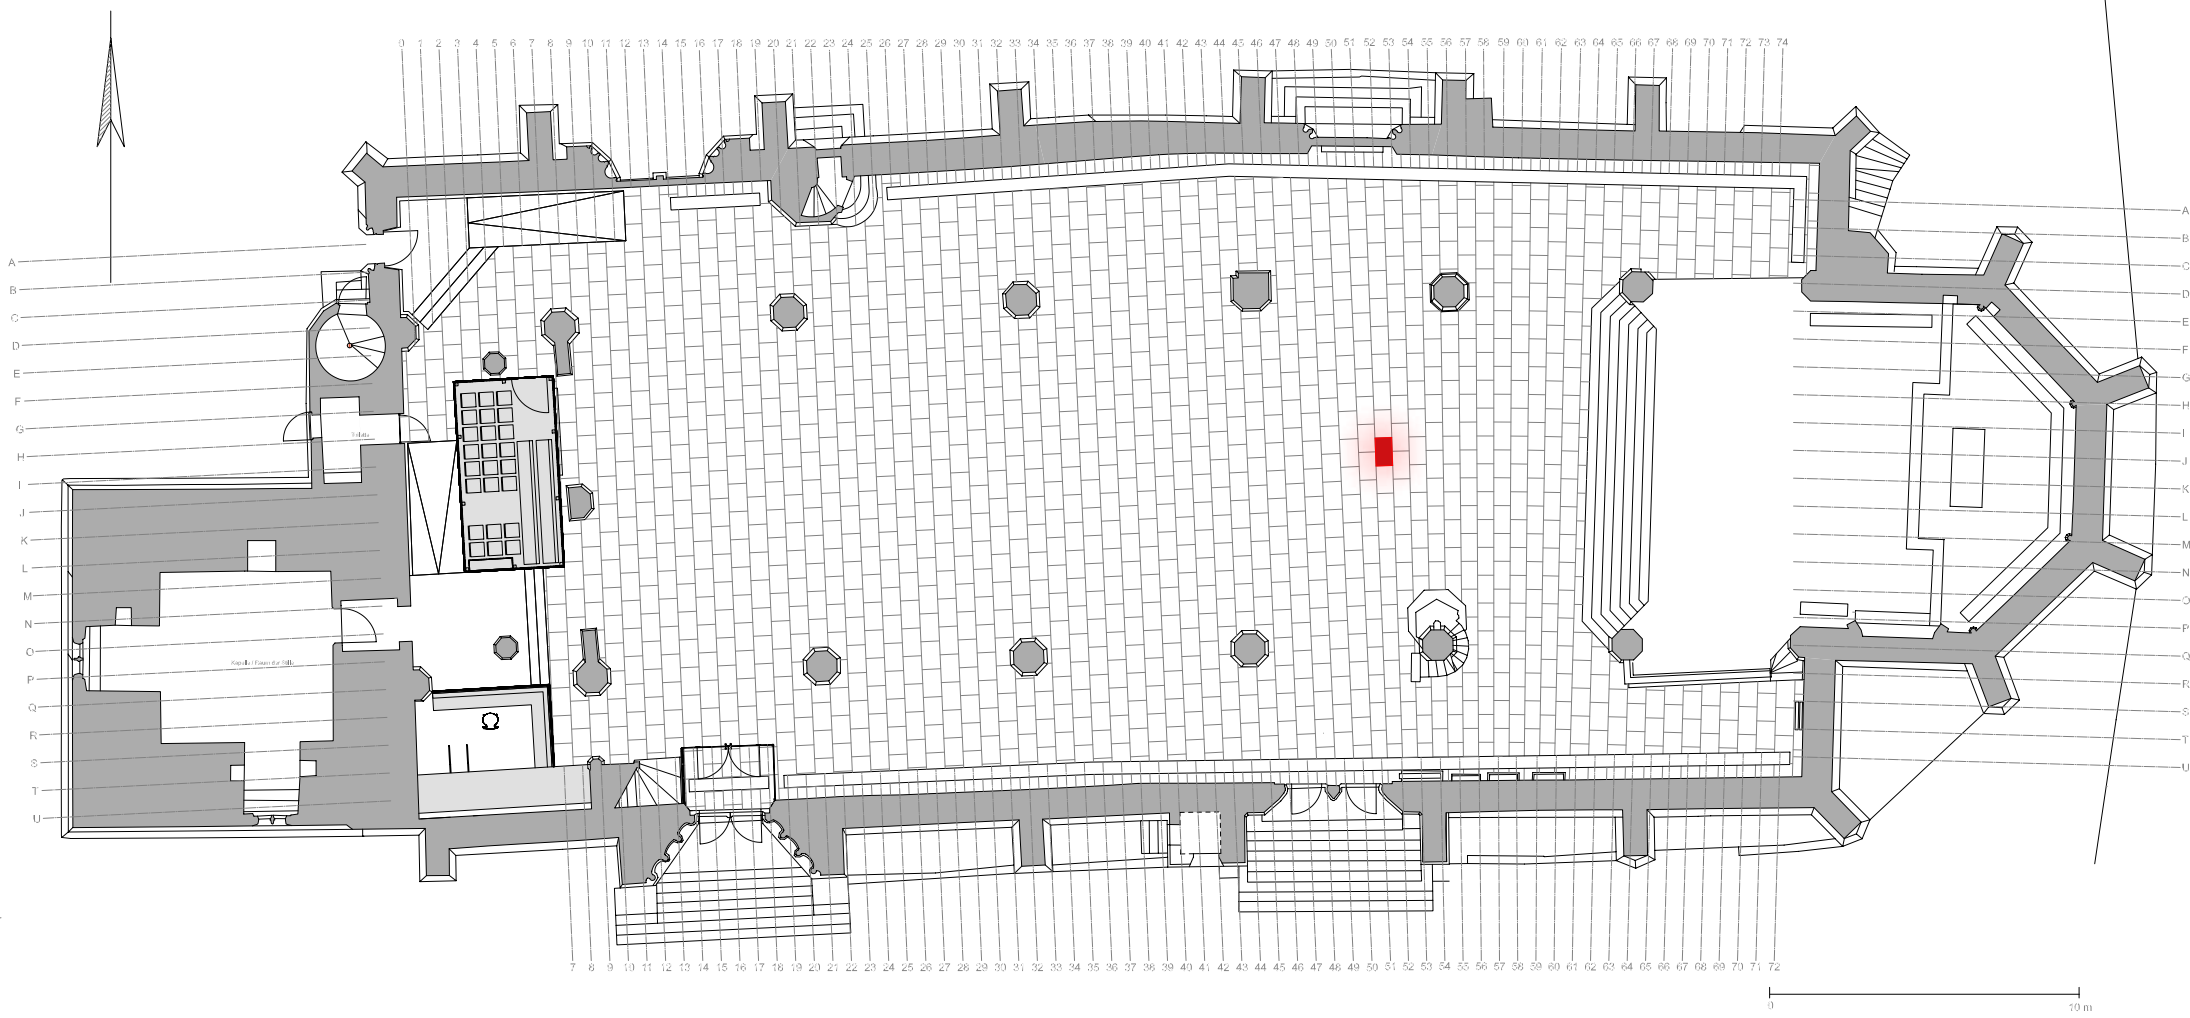 0 1 2 3 4 5 6 7 8 9 10 11 12 13 14 15 16 17 18 19 20 21 22 23 24 25 26 27 28 29 30 31 32 33 34 35 36 37 38 39 40 41 42 43 44 45 46 47 48 49 50 51 52 53 54 55 56 57 58 59 60 61 62 63 64 65 66 67 68 69 70 71 72 73 74
A
B
C
D
E
F
G
H
I
J
K
L
M
N
O
P
Q
R
S
T
U
A
B
C
D
E
F
G
H
I
J
K
L
M
N
O
P
Q
R
S
T
U
7 8 9 10 11 12 13 14 15 16 17 18 19 20 21 22 23 24 25 26 27 28 29 30 31 32 33 34 35 36 37 38 39 40 41 42 43 44 45 46 47 48 49 50 51 52 53 54 55 56 57 58 59 60 61 62 63 64 65 66 67 68 69 70 71 72
0 10 m